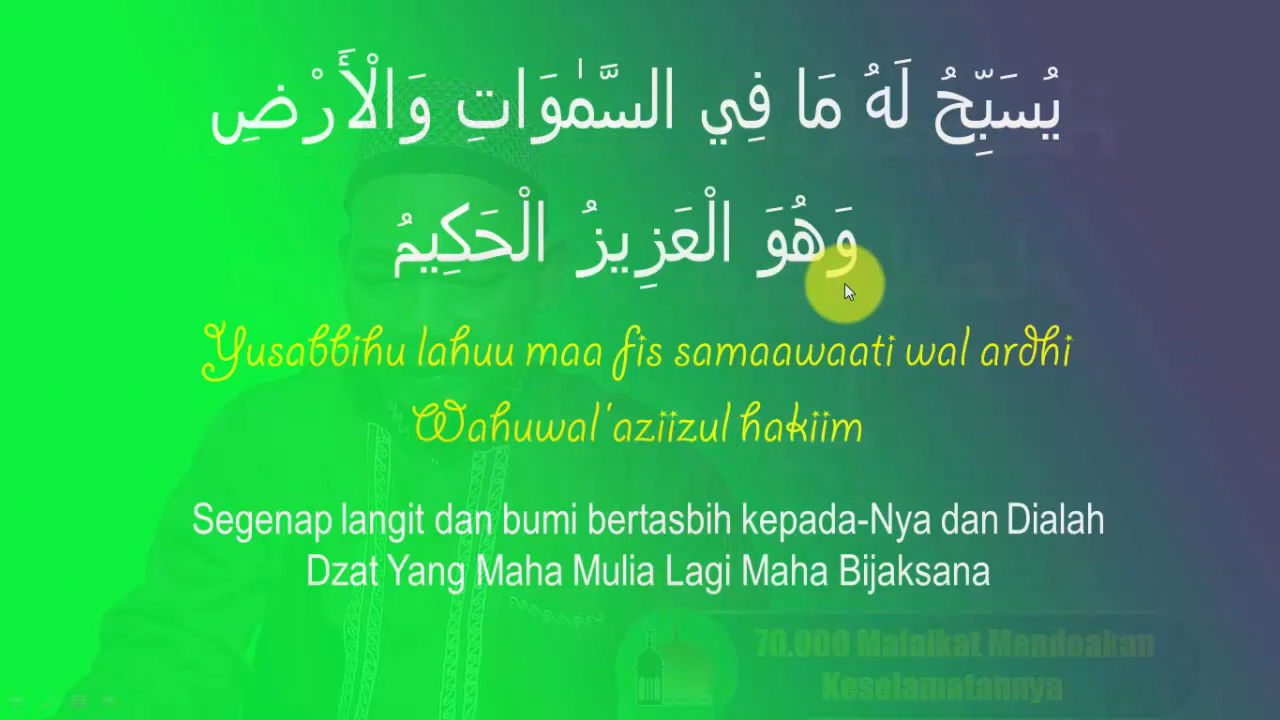 يُسَبِّحُ لَهُ مَا فِي السَّمٰوَاتِ وَالْأَرْضِ
وَهُوَ الْعَزِيزُ الْحَكِيمُ
Yusabbihu lahuu maa fis samaawaati wal ardhi
Wahuwal'aziizul hakiim
Segenap langit dan bumi bertasbih kepada-Nya dan Dialah
Dzat Yang Maha Mulia Lagi Maha Bijaksana
70.000 Malaikat Mendoakan
Keselamatannya